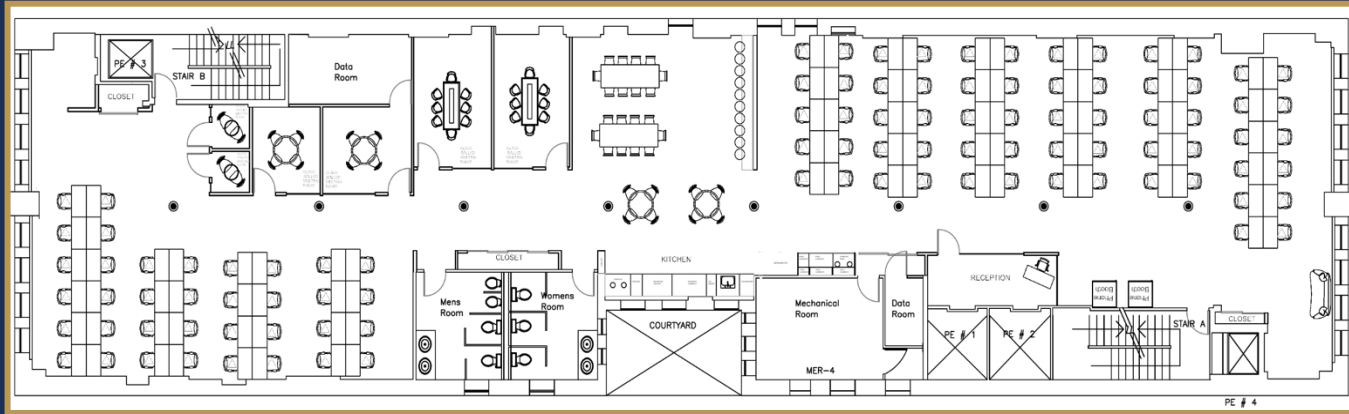 PE # 3
STAIR B
CLOSET
Data
Room
CLOSET
KITCHEN
Mens
Room
Womens
Room
COURTYARD
Mechanical
Room
MER-4
Data
Room
RECEPTION
Phone
Booth
Phone
Booth
PE # 1
PE # 2
STAIR A
CLOSET
PE # 4